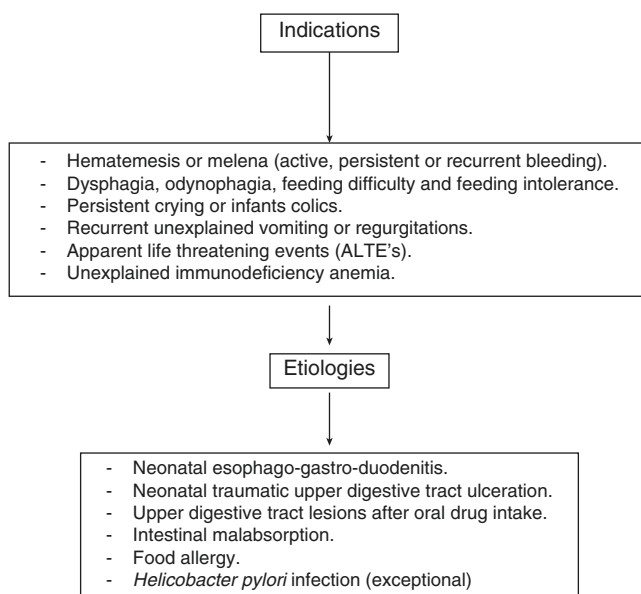 Indications
- Hematemesis or melena (active, persistent or recurrent bleeding).
- Dysphagia, odynophagia, feeding difficulty and feeding intolerance.
- Persistent crying or infants colics.
- Recurrent unexplained vomiting or regurgitations.
- Apparent life threatening events (ALTE's).
- Unexplained immunodeficiency anemia.
Etiologies
- Neonatal esophago-gastro-duodenitis.
- Neonatal traumatic upper digestive tract ulceration.
- Upper digestive tract lesions after oral drug intake.
- Intestinal malabsorption.
- Food allergy.
- Helicobacter pylori infection (exceptional)